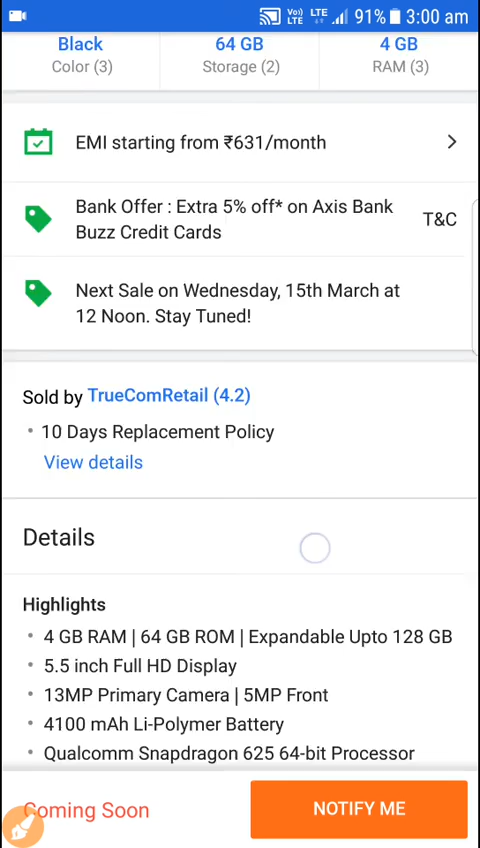 Vo)) LTE LTE 91% 3:00 am
Black 64 GB 4 GB
Color (3) Storage (2) RAM (3)
EMI starting from ₹631/month
Bank Offer : Extra 5% off* on Axis Bank
Buzz Credit Cards
T&C
Next Sale on Wednesday, 15th March at
12 Noon. Stay Tuned!
Sold by TrueComRetail (4.2)
• 10 Days Replacement Policy
View details
Details
Highlights
• 4 GB RAM | 64 GB ROM | Expandable Upto 128 GB
• 5.5 inch Full HD Display
• 13MP Primary Camera | 5MP Front
• 4100 mAh Li-Polymer Battery
• Qualcomm Snapdragon 625 64-bit Processor
Coming Soon
NOTIFY ME